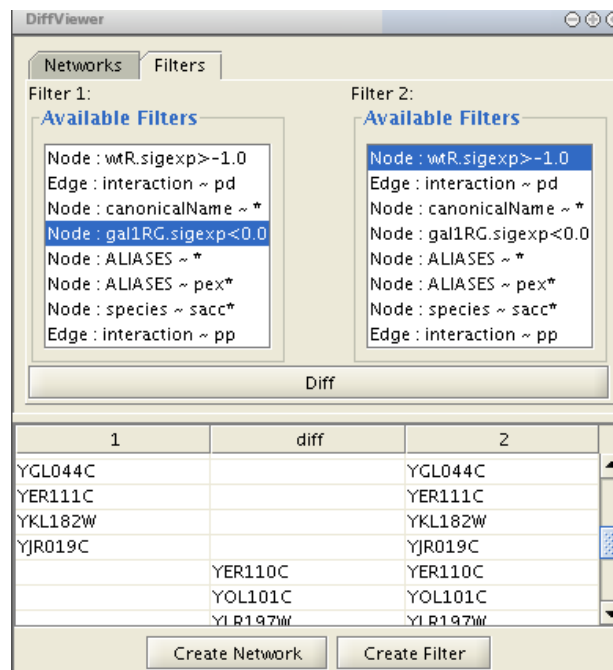 DiffViewer
Networks Filters
Filter 1: Filter 2:
Available Filters Available Filters
Node : wtR.sigexp>-1.0 Node : wtR.sigexp>-1.0
Edge : interaction ~ pd Edge : interaction ~ pd
Node : canonicalName ~ * Node : canonicalName ~ *
Node : gal1RG.sigexp<0.0 Node : gal1RG.sigexp<0.0
Node : ALIASES ~ * Node : ALIASES ~ *
Node : ALIASES ~ pex* Node : ALIASES ~ pex*
Node : species ~ sacc* Node : species ~ sacc*
Edge : interaction ~ pp Edge : interaction ~ pp
Diff
1 diff 2
YGL044C YGL044C
YER111C YER111C
YKL182W YKL182W
YJR019C YJR019C
YER110C YER110C
YOL101C YOL101C
YLR197W YLR197W
Create Network Create Filter